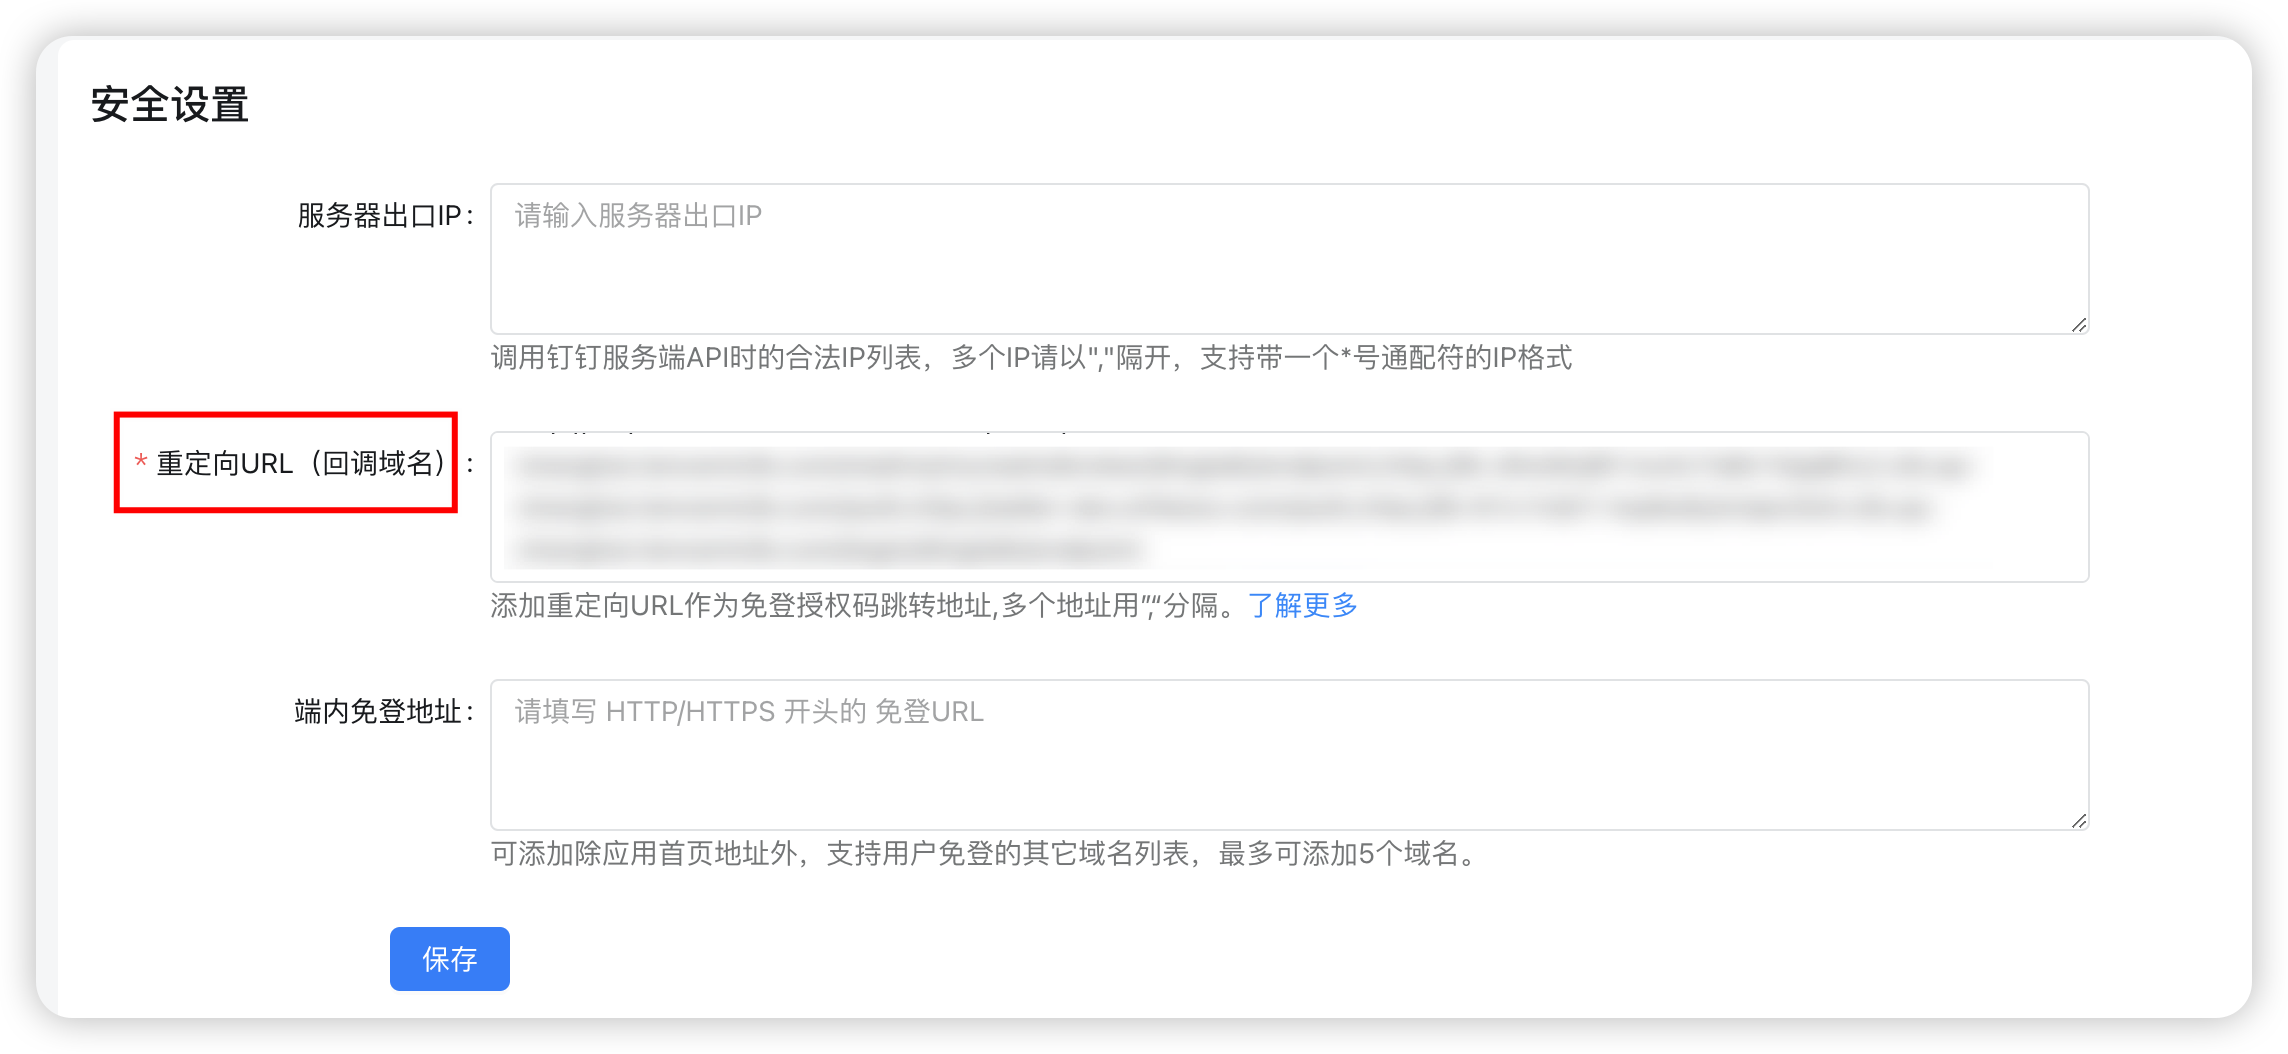 安全设置
服务器出口IP:
请输入服务器出口IP
调用钉钉服务端API时的合法IP列表，多个IP请以","隔开，支持带一个*号通配符的IP格式
* 重定向URL（回调域名）:
添加重定向URL作为免登授权码跳转地址,多个地址用”,“分隔。了解更多
端内免登地址:
请填写 HTTP/HTTPS 开头的 免登URL
可添加除应用首页地址外，支持用户免登的其它域名列表，最多可添加5个域名。
保存